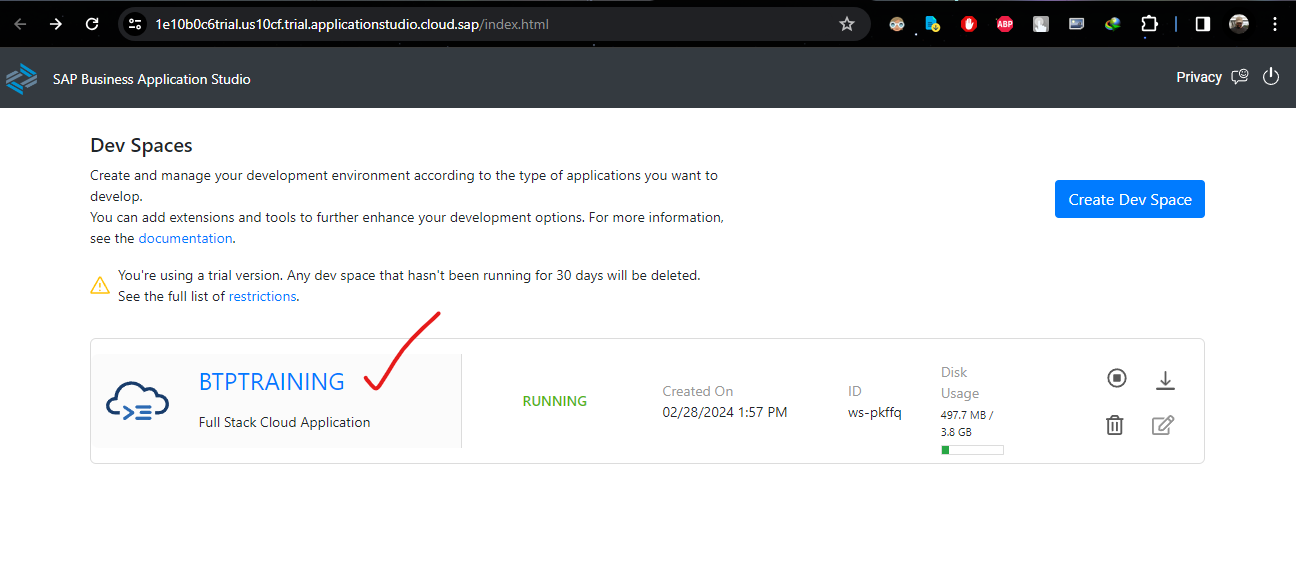 1e10b0c6trial.us10cf.trial.applicationstudio.cloud.sap/index.html
ABP
SAP Business Application Studio
Privacy
Dev Spaces
Create and manage your development environment according to the type of applications you want to
develop.
You can add extensions and tools to further enhance your development options. For more information,
see the documentation.
Create Dev Space
You're using a trial version. Any dev space that hasn't been running for 30 days will be deleted.
See the full list of restrictions.
BTPTRAINING
Full Stack Cloud Application
RUNNING
Created On
02/28/2024 1:57 PM
ID
ws-pkffq
Disk
Usage
497.7 MB /
3.8 GB